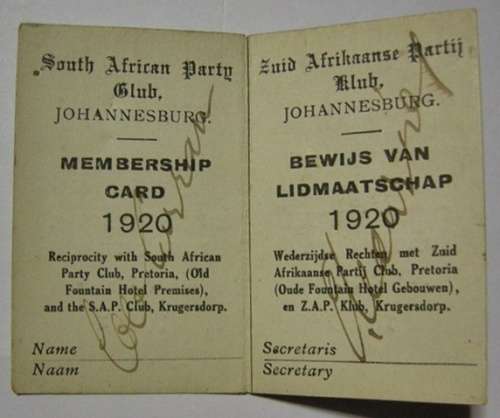 South African Party
Club,
JOHANNESBURG.
MEMBERSHIP
CARD
1920
Reciprocity with South African
Party Club, Pretoria, (Old
Fountain Hotel Premises),
and the S.A.P. Club, Krugersdorp.
Name
Naam
Zuid Afrikaanse Partij
Klub,
JOHANNESBURG.
BEWIJS VAN
LIDMAATSCHAP
1920
Wederzijdse Rechten met Zuid
Afrikaanse Partij Club, Pretoria
(Oude Fountain Hotel Gebouwen),
en Z.A.P. Klub, Krugersdorp.
Secretaris
Secretary